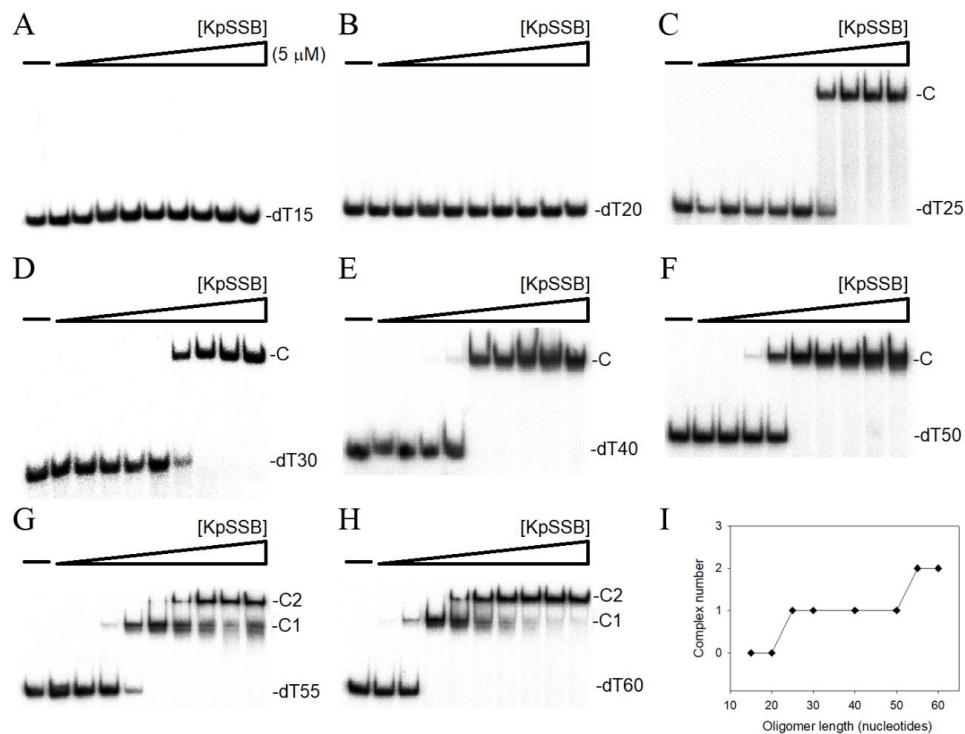 A
[KpSSB]
(5 μM)
-dT15
B
[KpSSB]
-dT20
C
[KpSSB]
-C
-dT25
D
[KpSSB]
-C
-dT30
E
[KpSSB]
-C
-dT40
F
[KpSSB]
-C
-dT50
G
[KpSSB]
-C2
-C1
-dT55
H
[KpSSB]
-C2
-C1
-dT60
I
Complex number
3
2
1
0
10 20 30 40 50 60
Oligomer length (nucleotides)